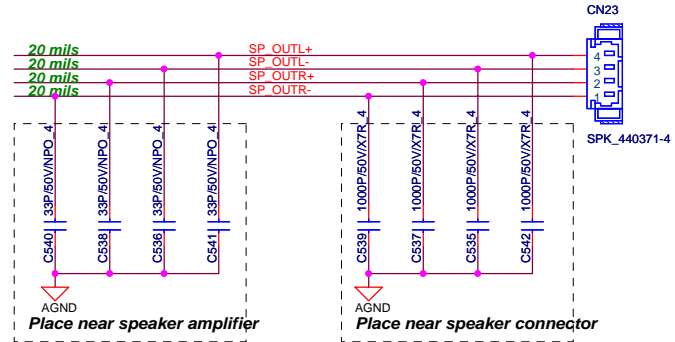 CN23
20 mils
SP_OUTL+
4
20 mils
SP_OUTL-
3
20 mils
SP_OUTR+
2
20 mils
SP_OUTR-
1
SPK_440371-4
33P/50V/NPO_4
33P/50V/NPO_4
33P/50V/NPO_4
33P/50V/NPO_4
1000P/50V/X7R_4
1000P/50V/X7R_4
1000P/50V/X7R_4
1000P/50V/X7R_4
C540
C538
C536
C541
C539
C537
C535
C542
AGND
AGND
Place near speaker amplifier
Place near speaker connector